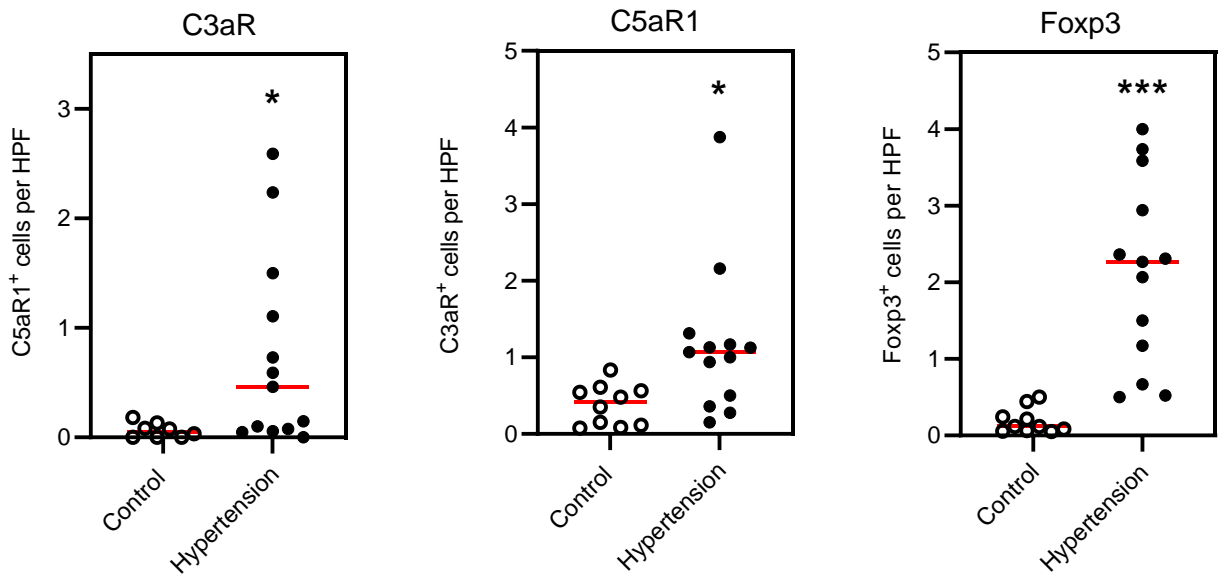 C3aR
C5aR1⁺ cells per HPF
3
2
1
0
*
Control
Hypertension
C5aR1
C3aR⁺ cells per HPF
5
4
3
2
1
0
*
Control
Hypertension
Foxp3
Foxp3⁺ cells per HPF
5
4
3
2
1
0
***
Control
Hypertension